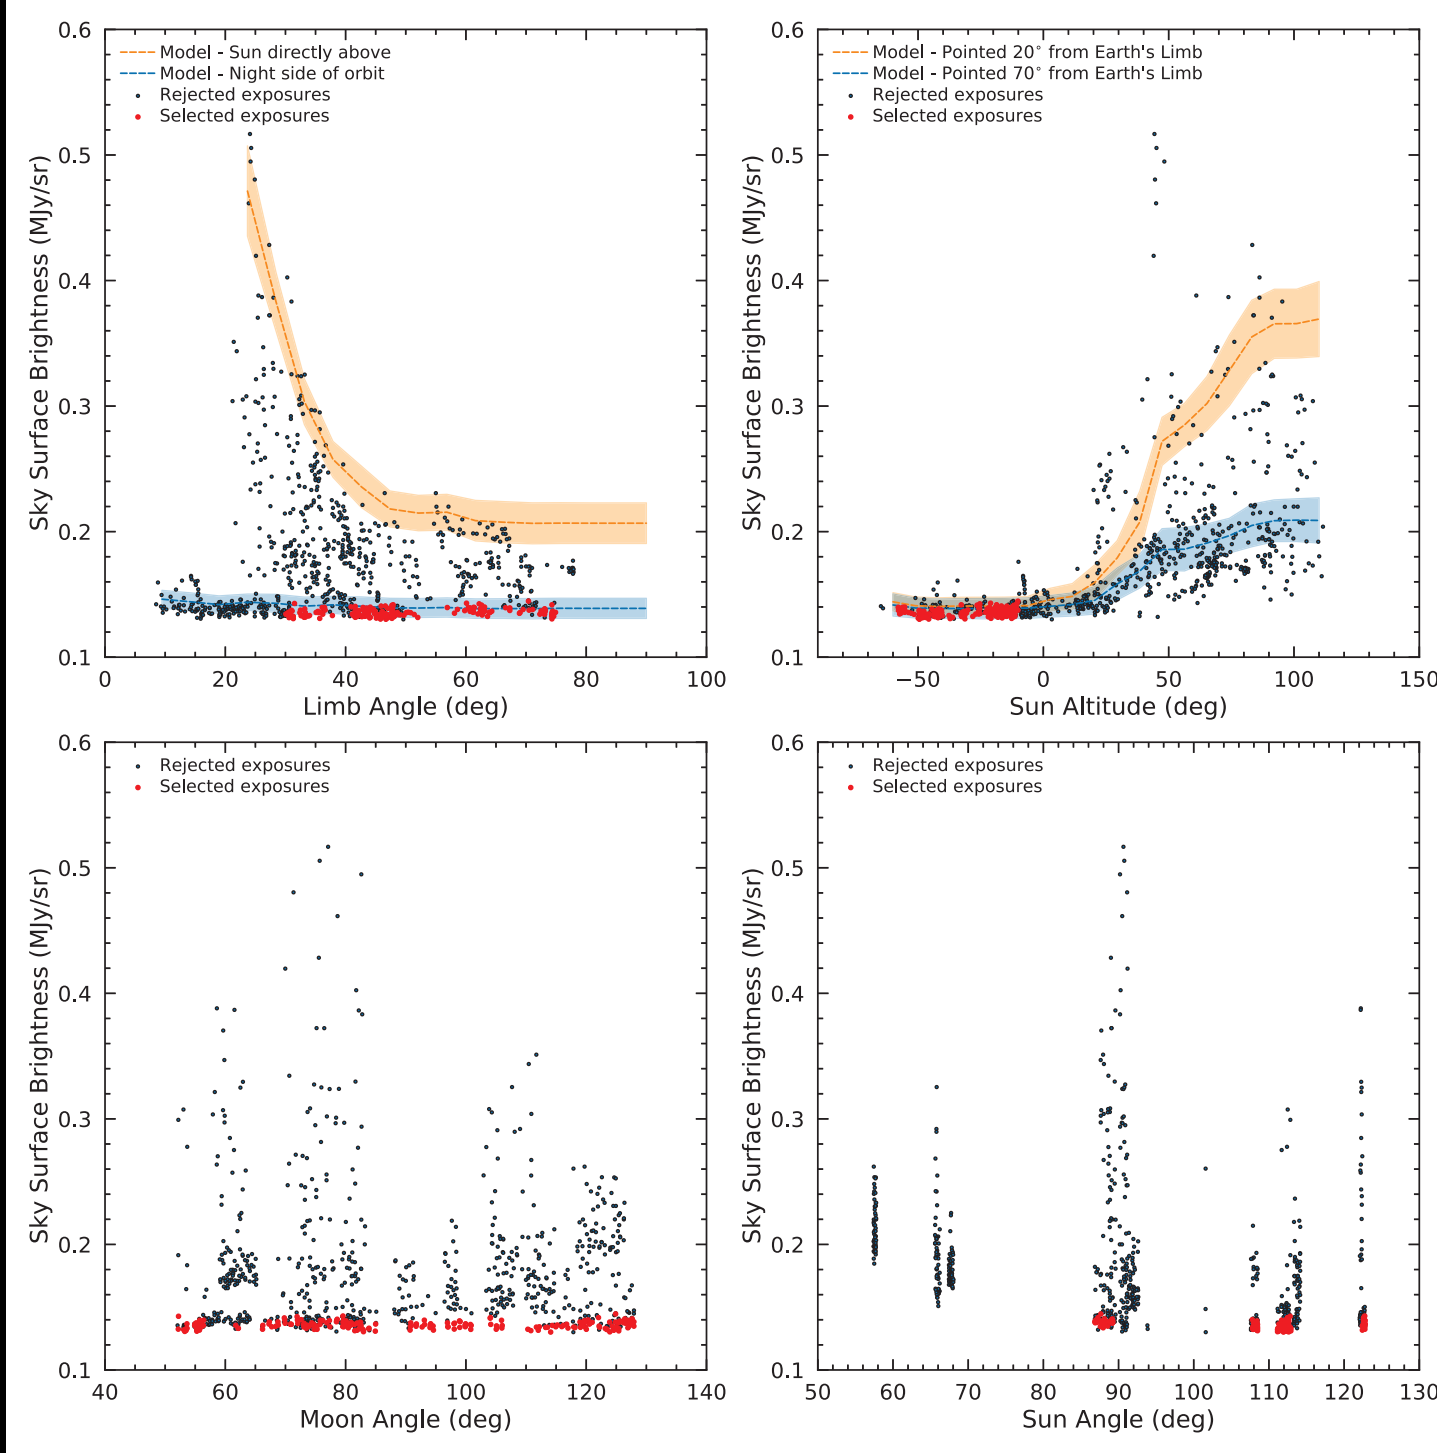 0.6
0.5
0.4
0.3
0.2
0.1
Sky Surface Brightness (MJy/sr)
Model - Sun directly above
Model - Night side of orbit
Rejected exposures
Selected exposures
0 20 40 60 80 100
Limb Angle (deg)
0.6
0.5
0.4
0.3
0.2
0.1
Sky Surface Brightness (MJy/sr)
Model - Pointed 20° from Earth's Limb
Model - Pointed 70° from Earth's Limb
Rejected exposures
Selected exposures
−50 0 50 100 150
Sun Altitude (deg)
0.6
0.5
0.4
0.3
0.2
0.1
Sky Surface Brightness (MJy/sr)
Rejected exposures
Selected exposures
40 60 80 100 120 140
Moon Angle (deg)
0.6
0.5
0.4
0.3
0.2
0.1
Sky Surface Brightness (MJy/sr)
Rejected exposures
Selected exposures
50 60 70 80 90 100 110 120 130
Sun Angle (deg)